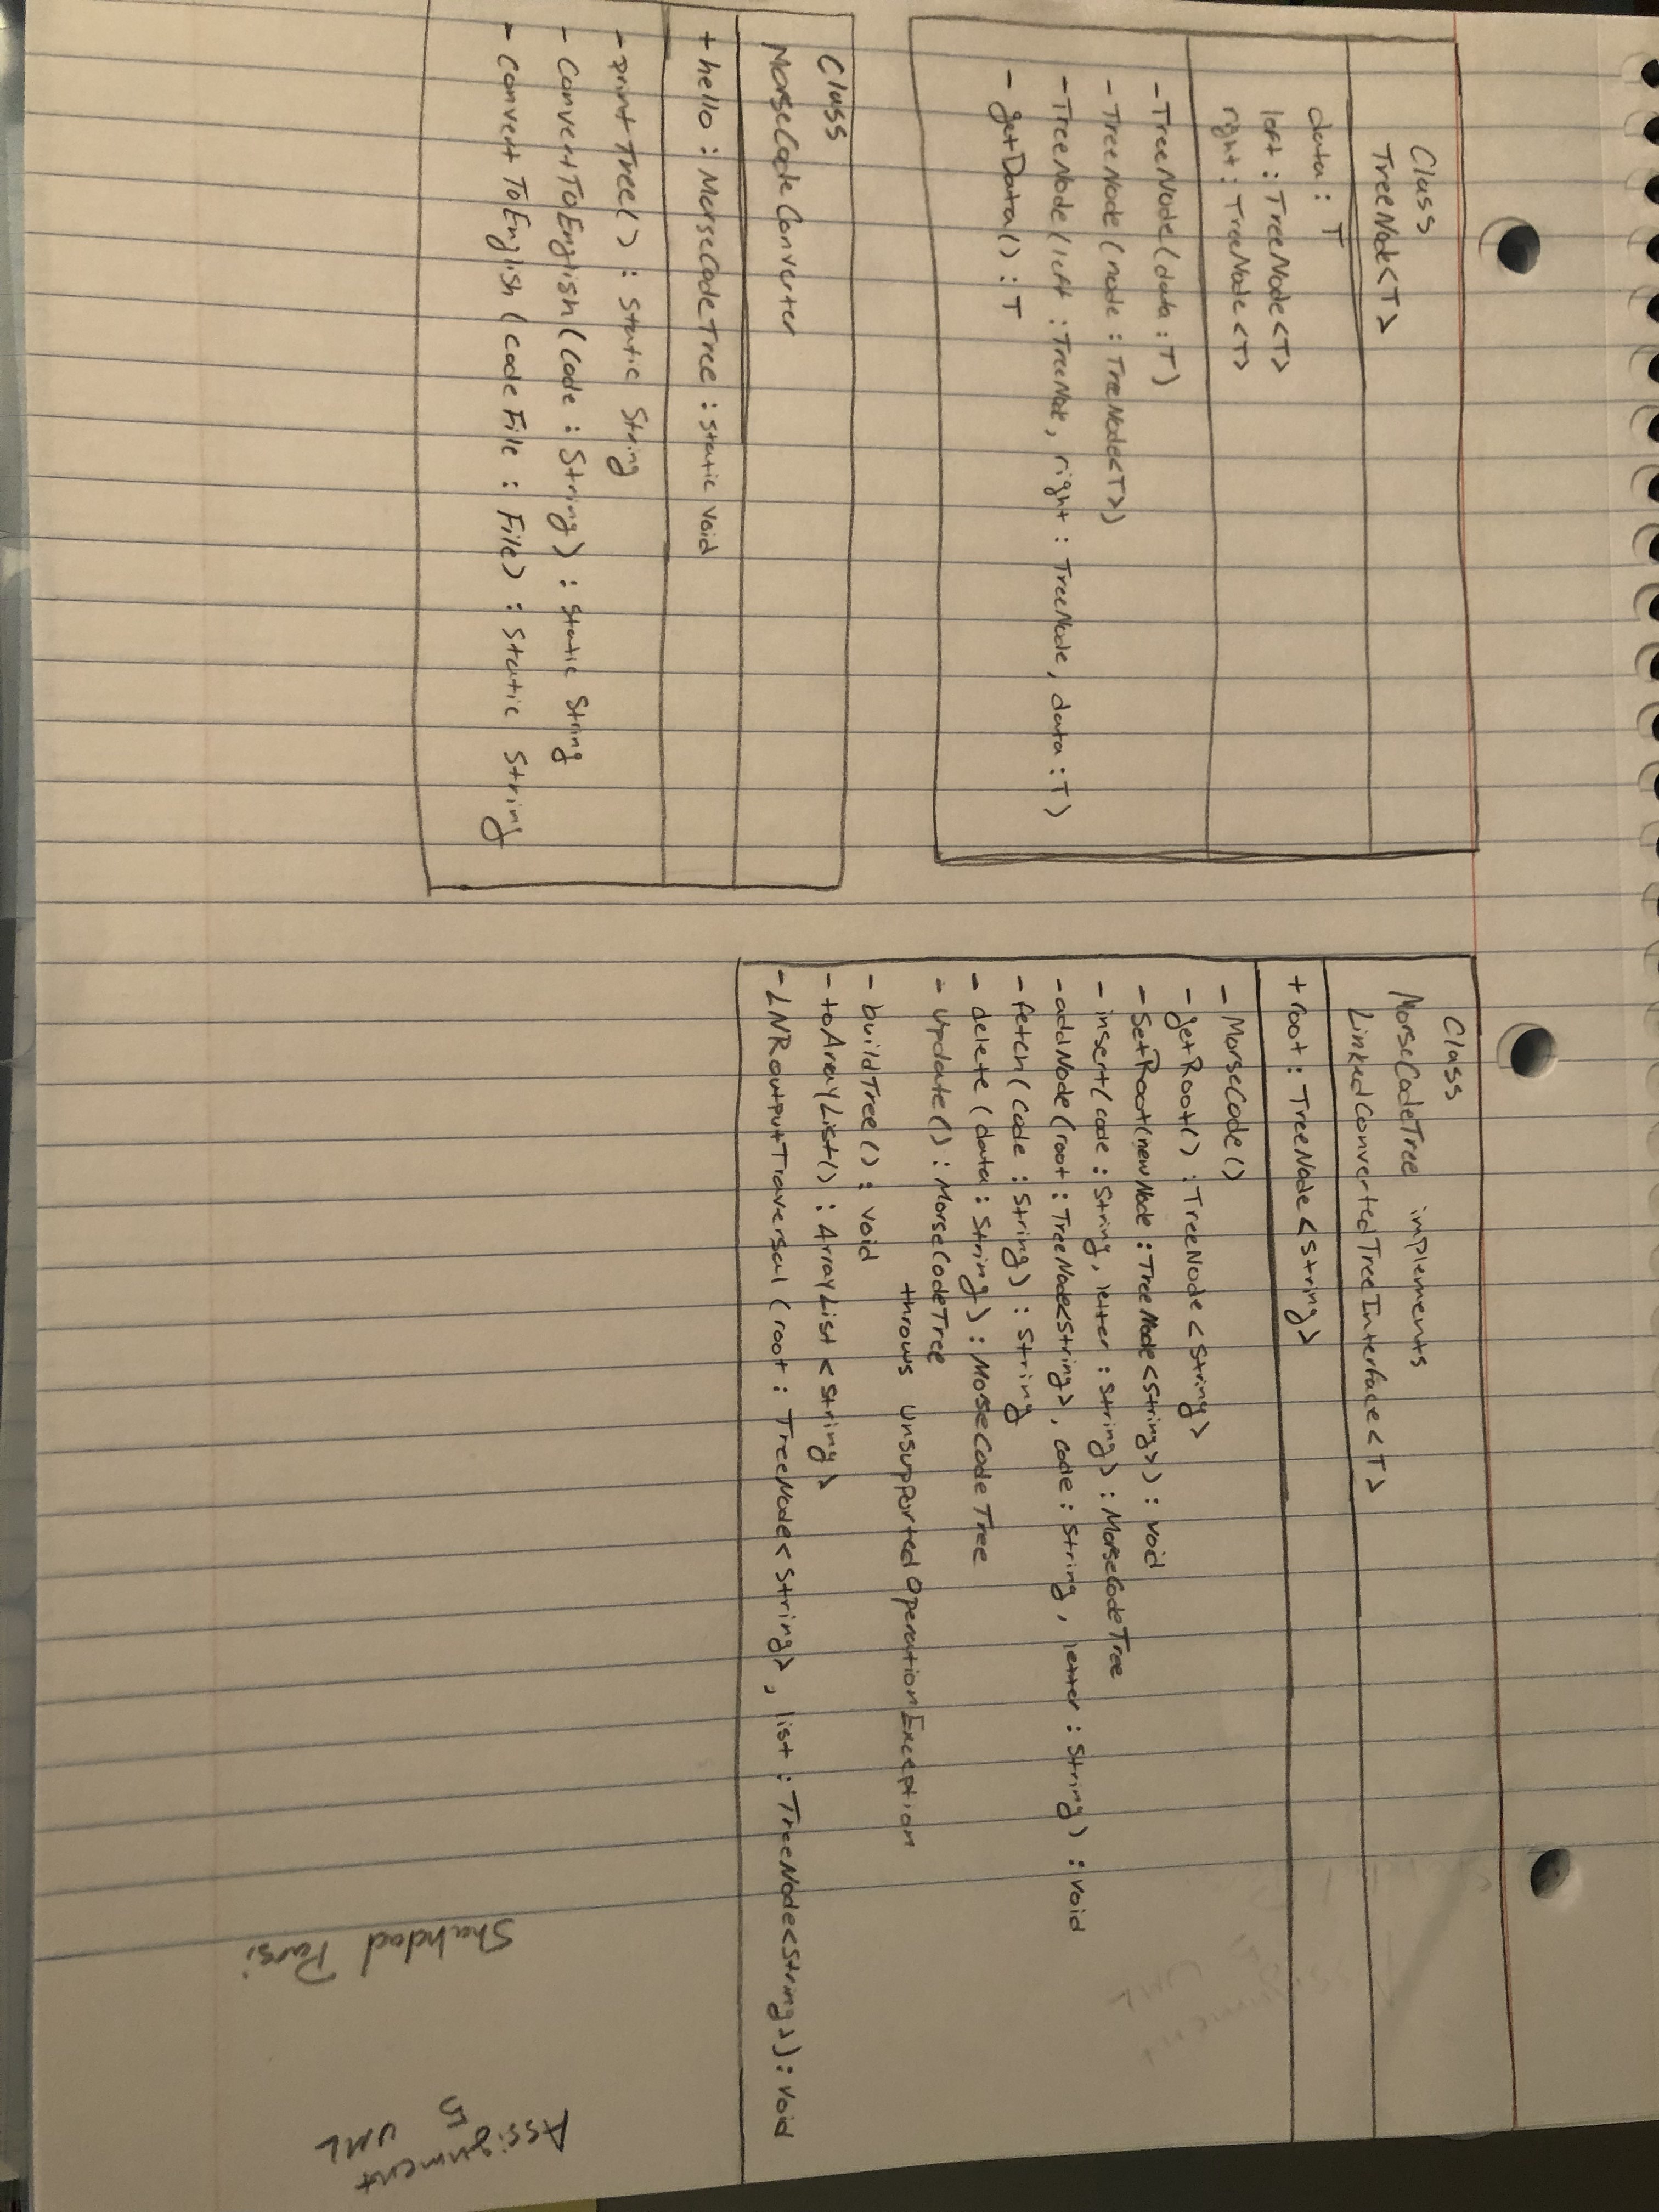 Class
TreeNode<T>
data : T
left : TreeNode<T>
right : TreeNode<T>
- TreeNode(data : T)
- TreeNode(node : TreeNode<T>)
- TreeNode(left : TreeNode, right : TreeNode, data : T)
- getData() : T
Class
MorseCodeConverter
+ hello : MorseCodeTree : static void
- printTree() : static String
- ConvertToEnglish(code : String) : static String
- ConvertToEnglish(codeFile : File) : static String
Class
MorseCodeTree implements
LinkedConvertedTreeInterface<T>
+ root : TreeNode<String>
- MorseCode()
- getRoot() : TreeNode<String>
- SetRoot(newNode : TreeNode<String>) : void
- insert(code : String, letter : String) : MorseCodeTree
- addNode(root : TreeNode<String>, code : String, letter : String) : void
- fetch(code : String) : String
- delete(data : String) : MorseCodeTree
- update() : MorseCodeTree
throws UnsupportedOperationException
- buildTree() : void
- toArrayList() : ArrayList<String>
- LNRoutputTraversal(root : TreeNode<String>, list : TreeNode<String>) : void
Shahdad Parsi
Assignment
5 UML